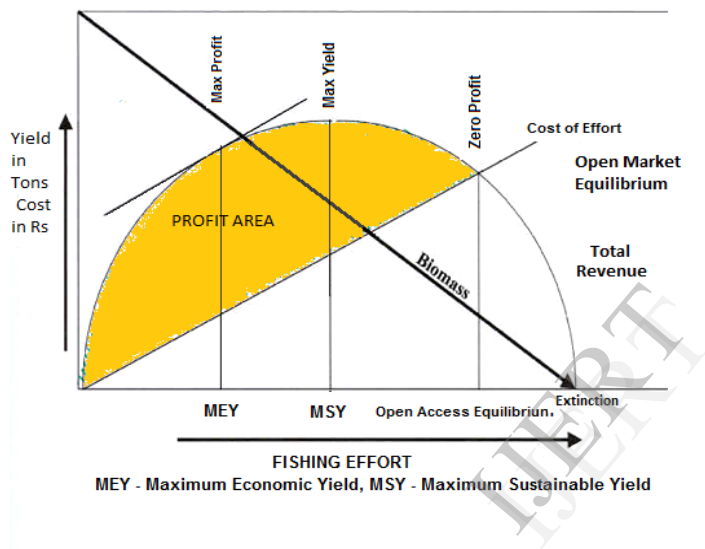 Max Profit
Max Yield
Zero Profit
Cost of Effort
Yield
in
Tons
Cost
in Rs
Open Market
Equilibrium
PROFIT AREA
Total
Revenue
Biomass
Extinction
MEY
MSY
Open Access Equilibriun.
FISHING EFFORT
MEY - Maximum Economic Yield, MSY - Maximum Sustainable Yield
IJERT